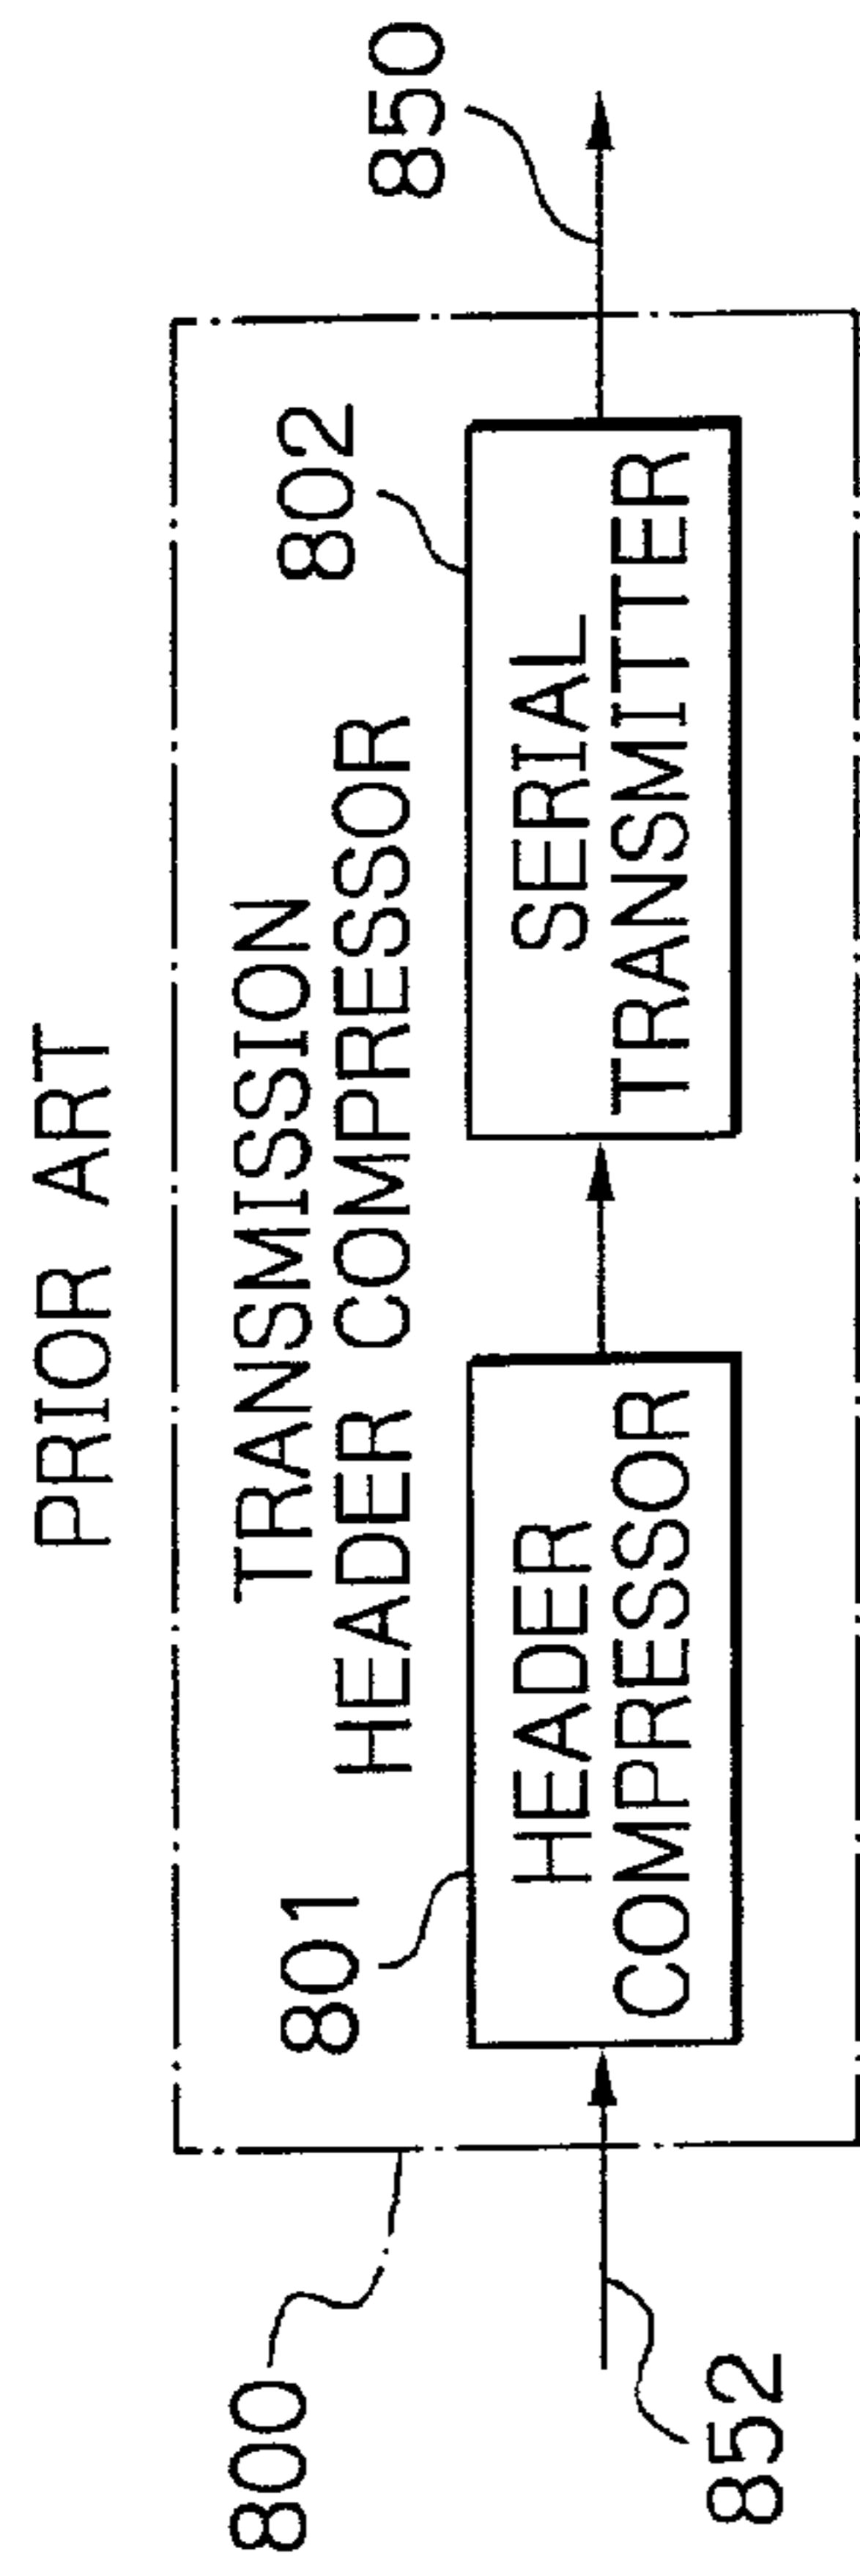 PRIOR ART
800
TRANSMISSION
HEADER COMPRESSOR
801
802
850
HEADER
COMPRESSOR
SERIAL
TRANSMITTER
852